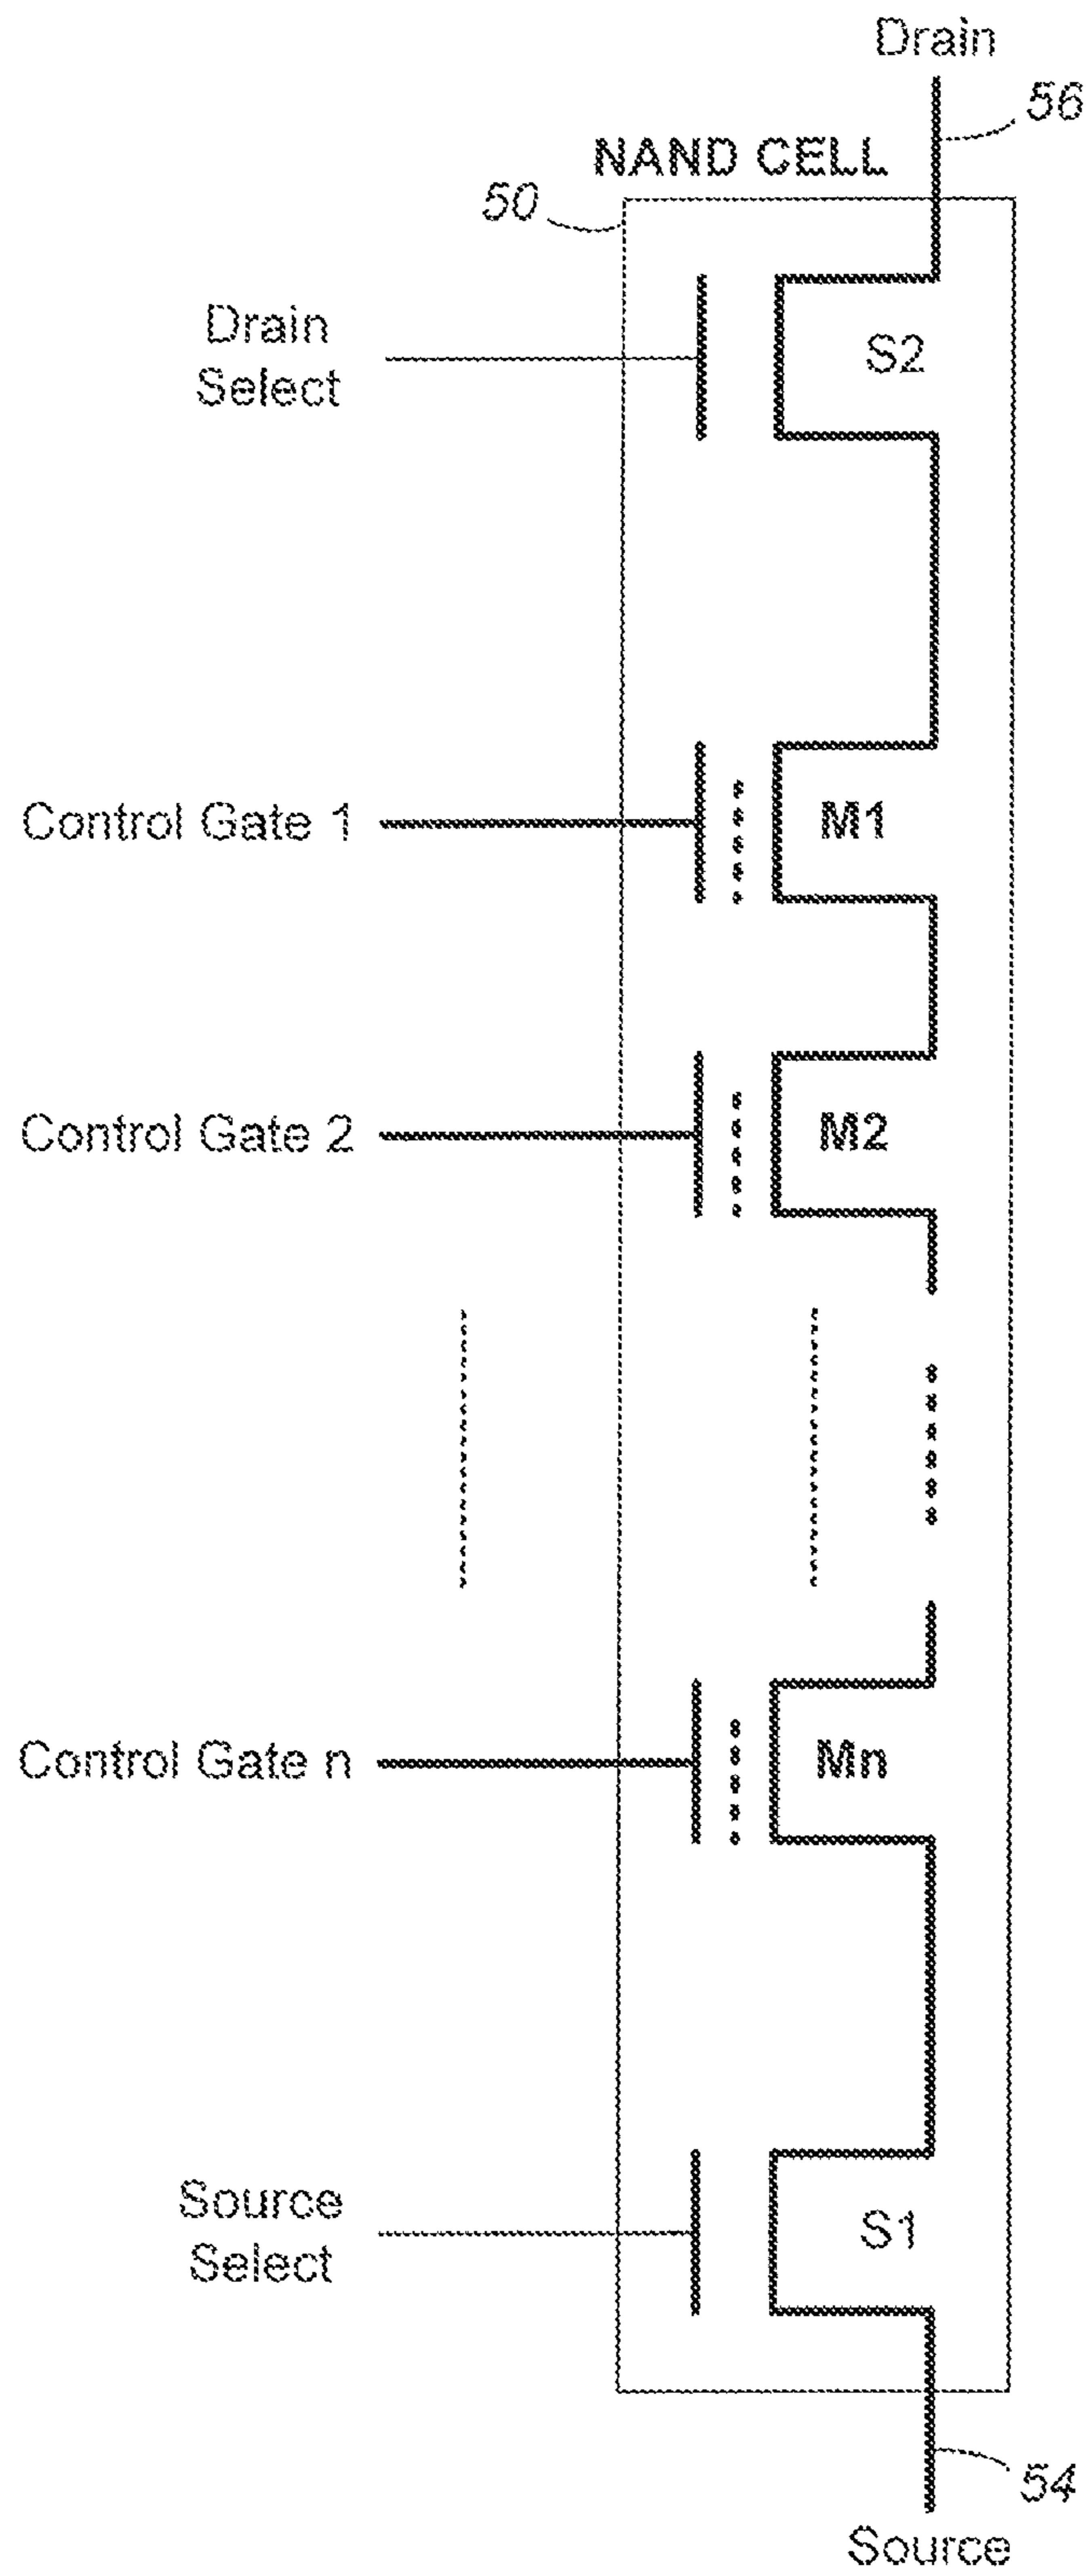 Drain
56
NAND CELL
50
Drain
Select
S2
Control Gate 1
M1
Control Gate 2
M2
Control Gate n
Mn
Source
Select
S1
54
Source